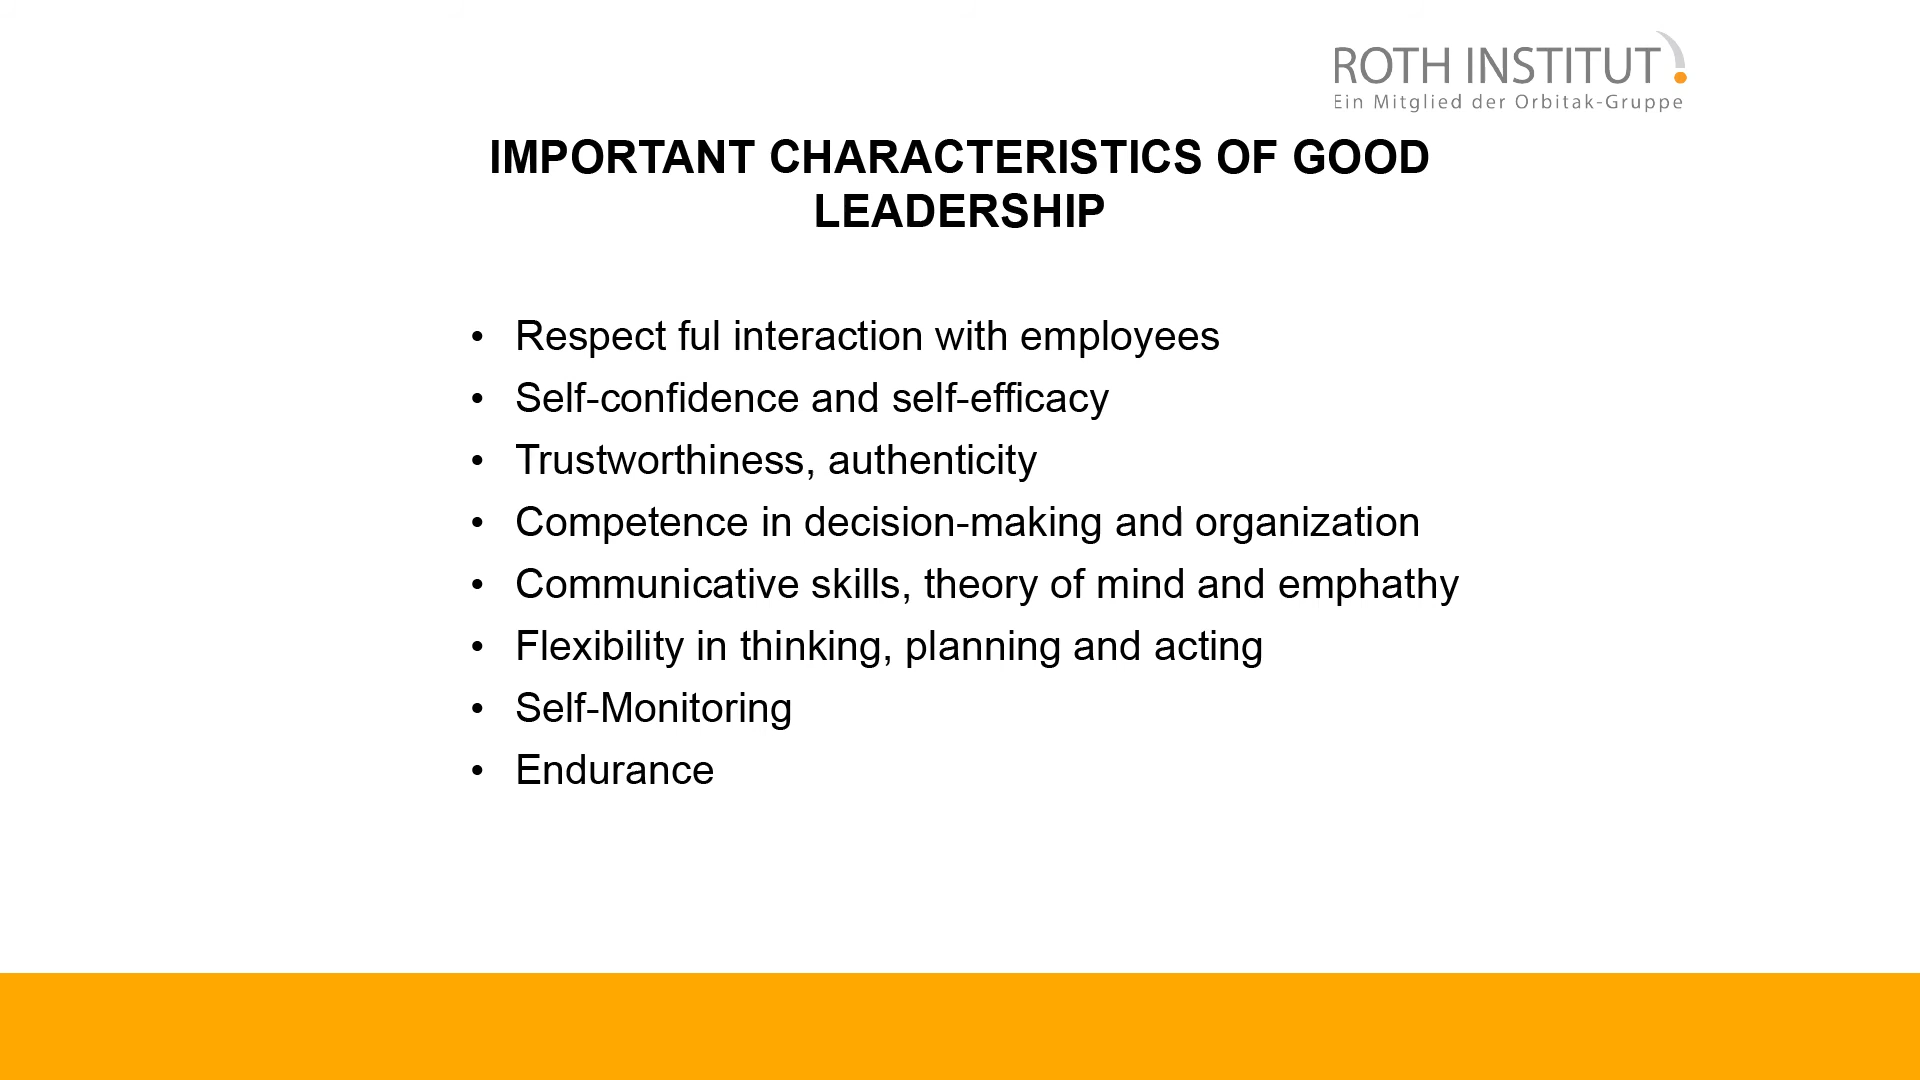 ROTH INSTITUT
Ein Mitglied der Orbitak-Gruppe
IMPORTANT CHARACTERISTICS OF GOOD
LEADERSHIP
• Respect ful interaction with employees
• Self-confidence and self-efficacy
• Trustworthiness, authenticity
• Competence in decision-making and organization
• Communicative skills, theory of mind and emphathy
• Flexibility in thinking, planning and acting
• Self-Monitoring
• Endurance